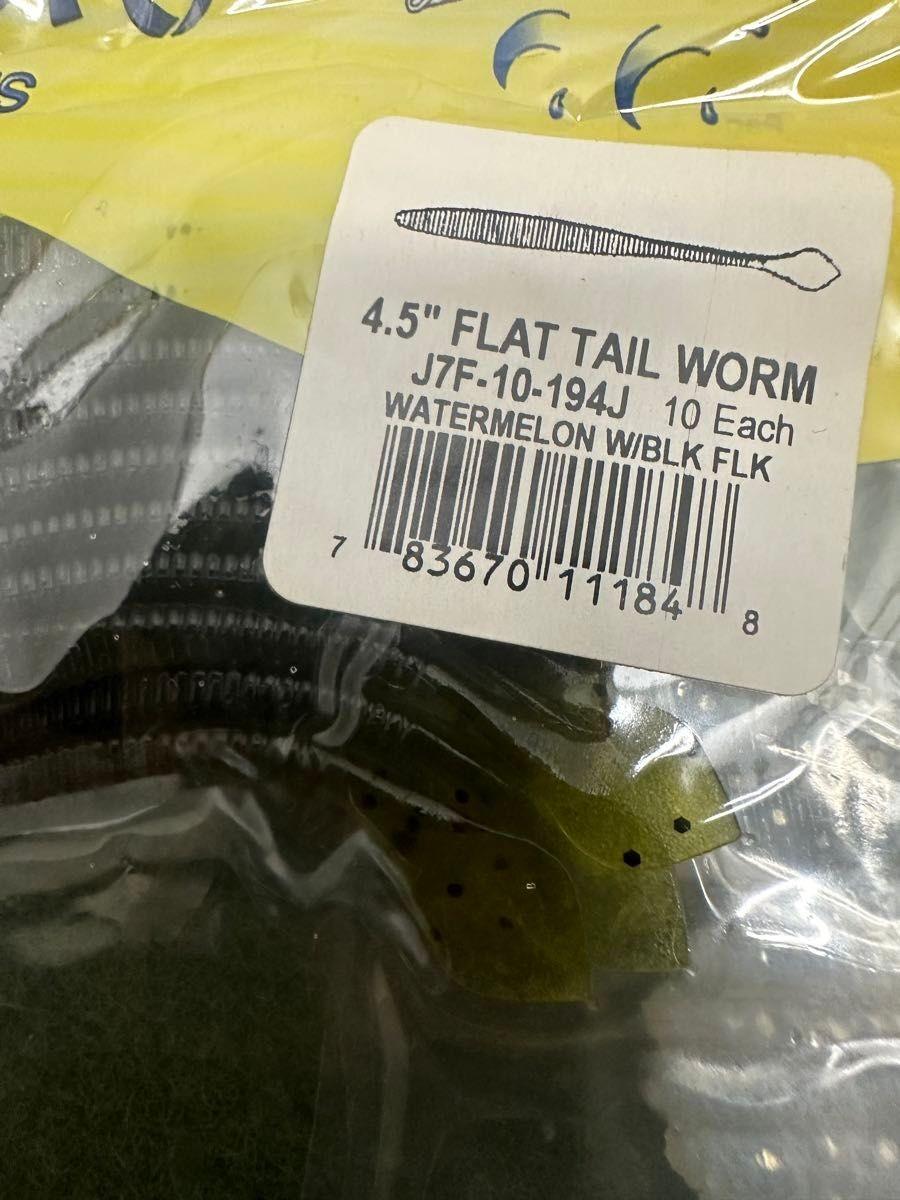 4.5" FLAT TAIL WORM
J7F-10-194J 10 Each
WATERMELON W/BLK FLK
7 83670 11184 8